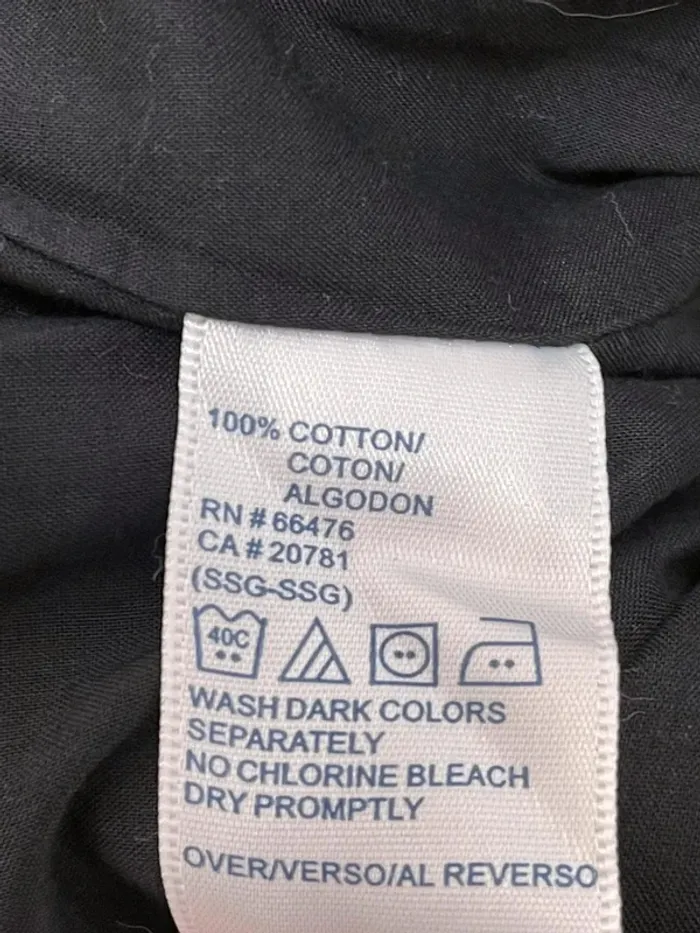 100% COTTON/
COTON/
ALGODON
RN # 66476
CA # 20781
(SSG-SSG)
40C
WASH DARK COLORS
SEPARATELY
NO CHLORINE BLEACH
DRY PROMPTLY
OVER/VERSO/AL REVERSO